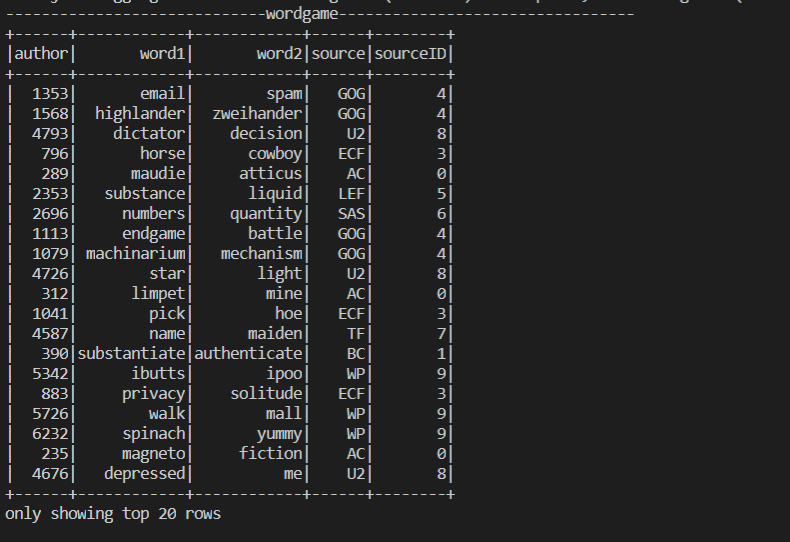 ----------------------------wordgame--------------------------------
+------+------------+------------+------+--------+
|author|       word1|       word2|source|sourceID|
+------+------------+------------+------+--------+
|  1353|       email|        spam|   GOG|       4|
|  1568|  highlander|  zweihander|   GOG|       4|
|  4793|    dictator|    decision|    U2|       8|
|   796|       horse|      cowboy|   ECF|       3|
|   289|      maudie|     atticus|    AC|       0|
|  2353|   substance|      liquid|   LEF|       5|
|  2696|     numbers|    quantity|   SAS|       6|
|  1113|     endgame|      battle|   GOG|       4|
|  1079| machinarium|   mechanism|   GOG|       4|
|  4726|        star|       light|    U2|       8|
|   312|      limpet|        mine|    AC|       0|
|  1041|        pick|         hoe|   ECF|       3|
|  4587|        name|      maiden|    TF|       7|
|   390|substantiate|authenticate|    BC|       1|
|  5342|      ibutts|        ipoo|    WP|       9|
|   883|     privacy|    solitude|   ECF|       3|
|  5726|        walk|        mall|    WP|       9|
|  6232|     spinach|       yummy|    WP|       9|
|   235|     magneto|     fiction|    AC|       0|
|  4676|   depressed|          me|    U2|       8|
+------+------------+------------+------+--------+
only showing top 20 rows